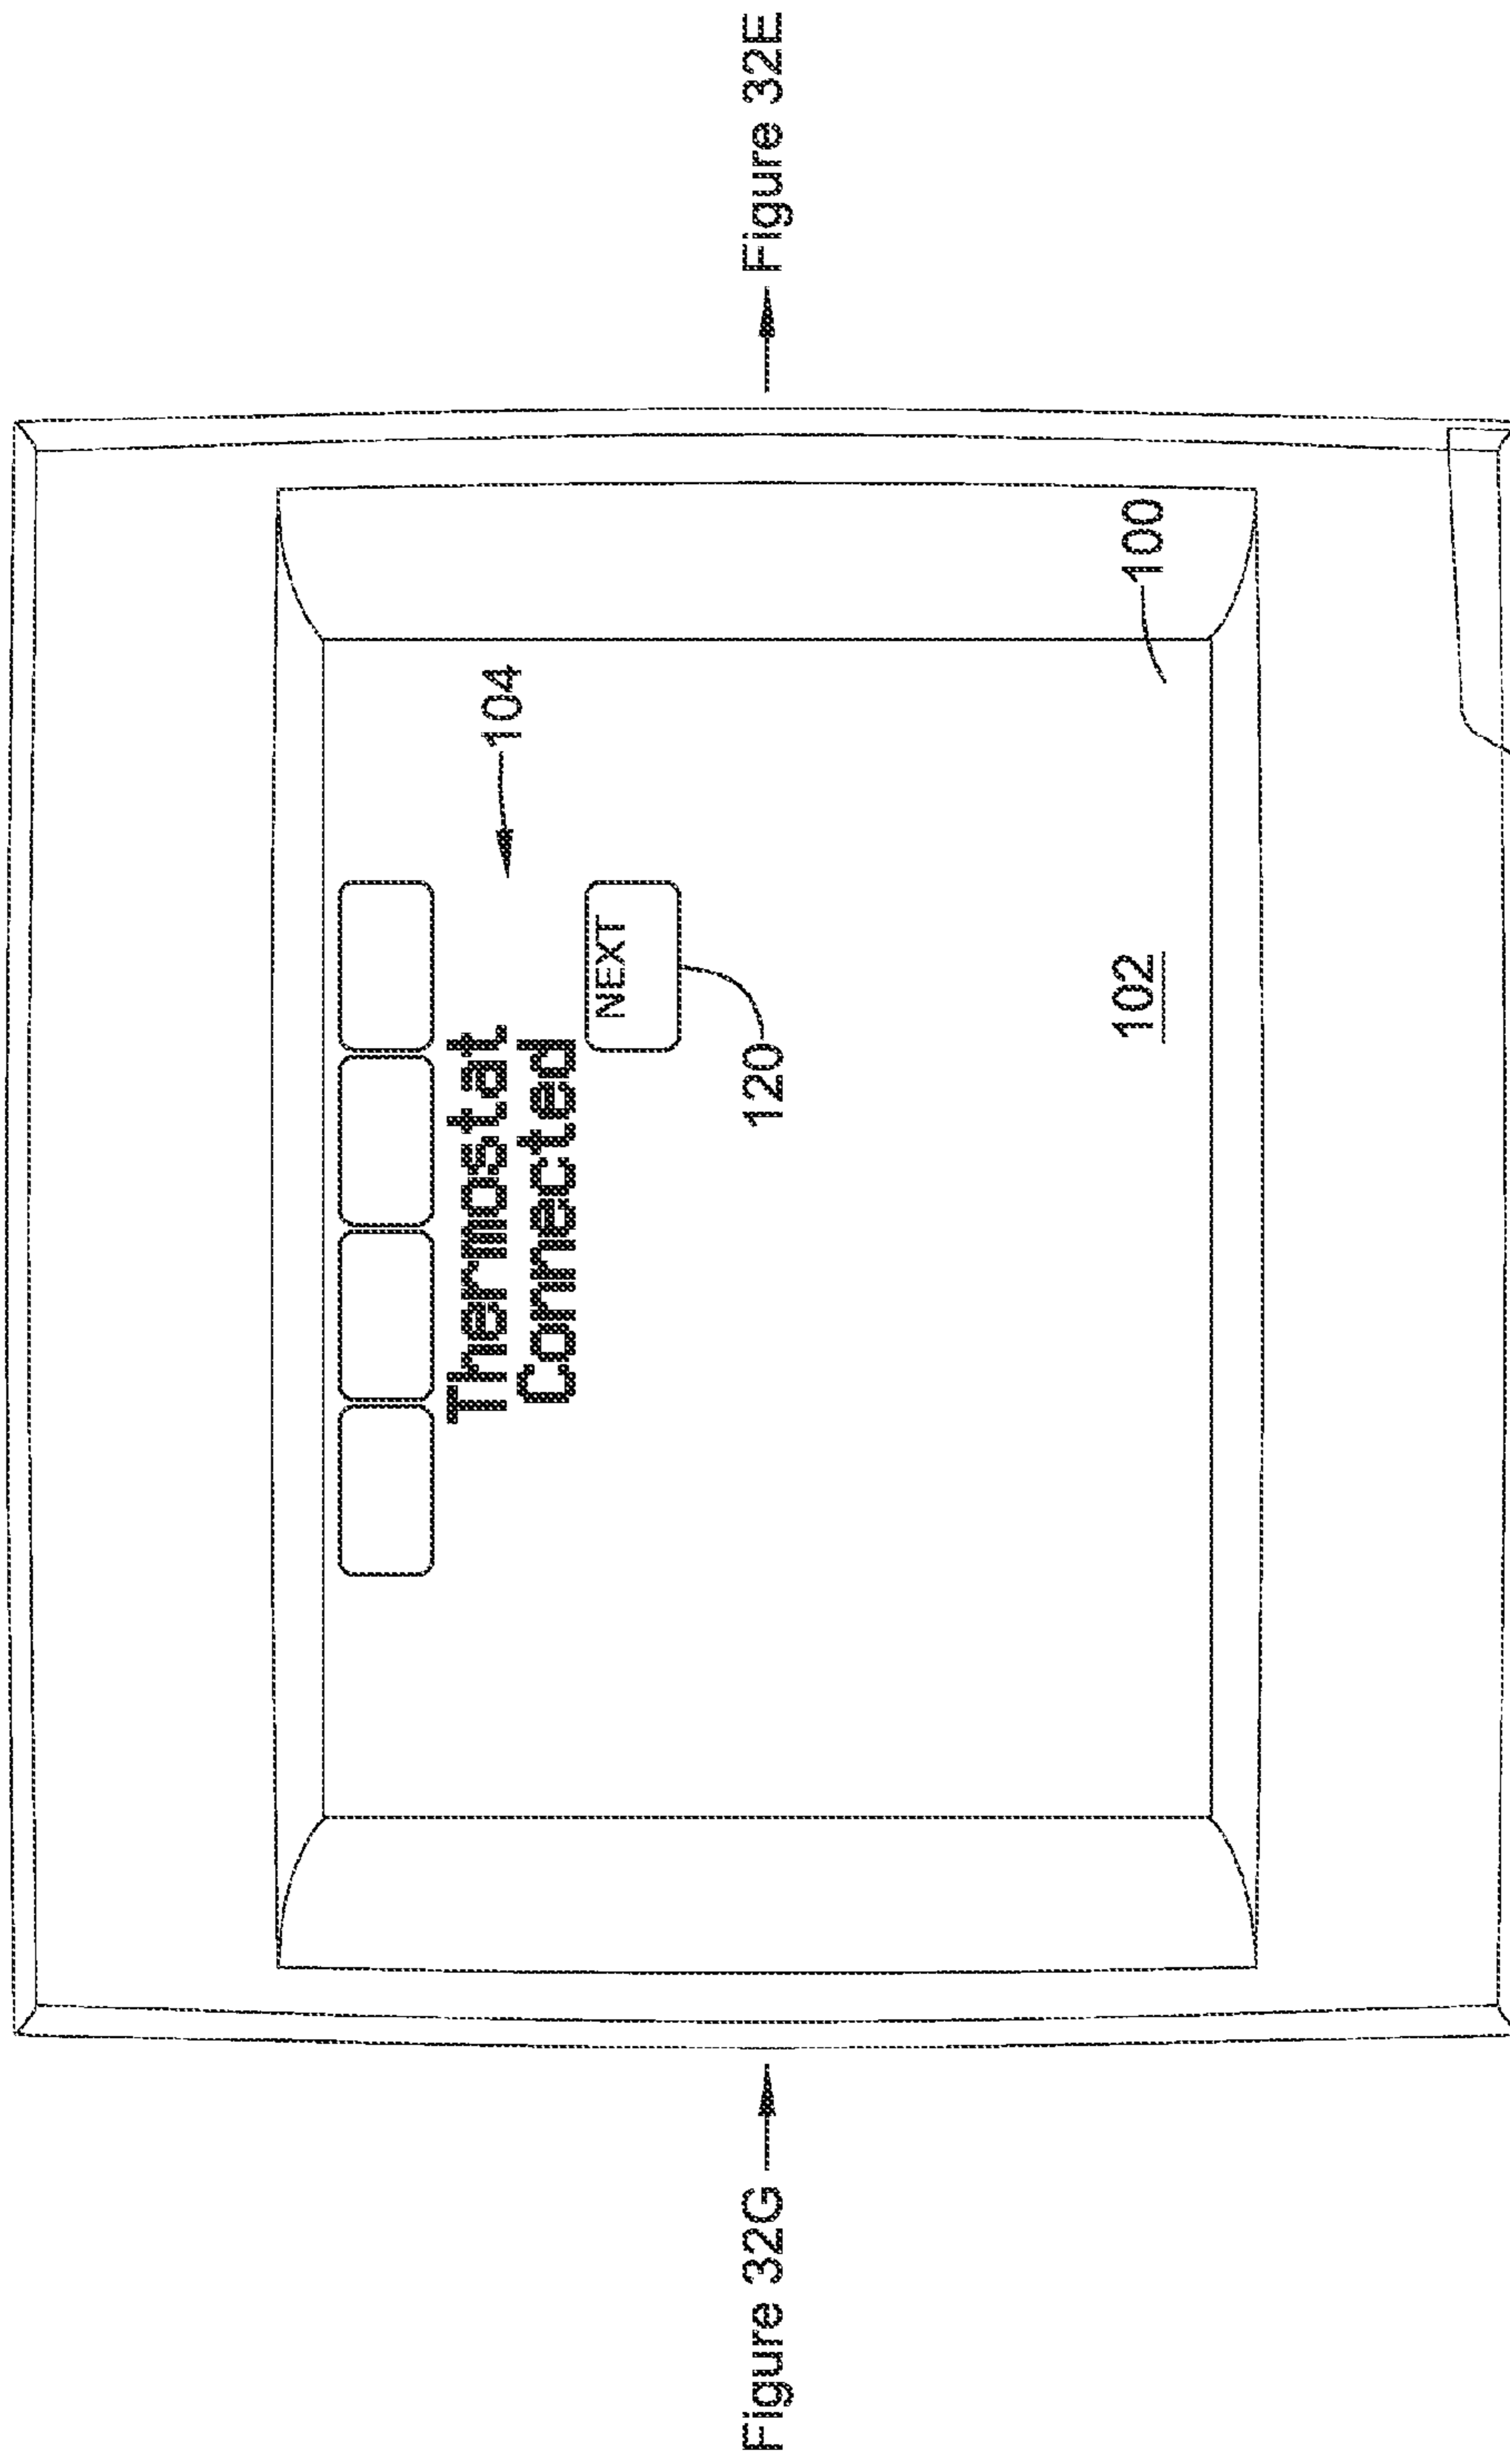 104
Thermostat
Connected
NEXT
Figure 32G
Figure 32E
120
102
100